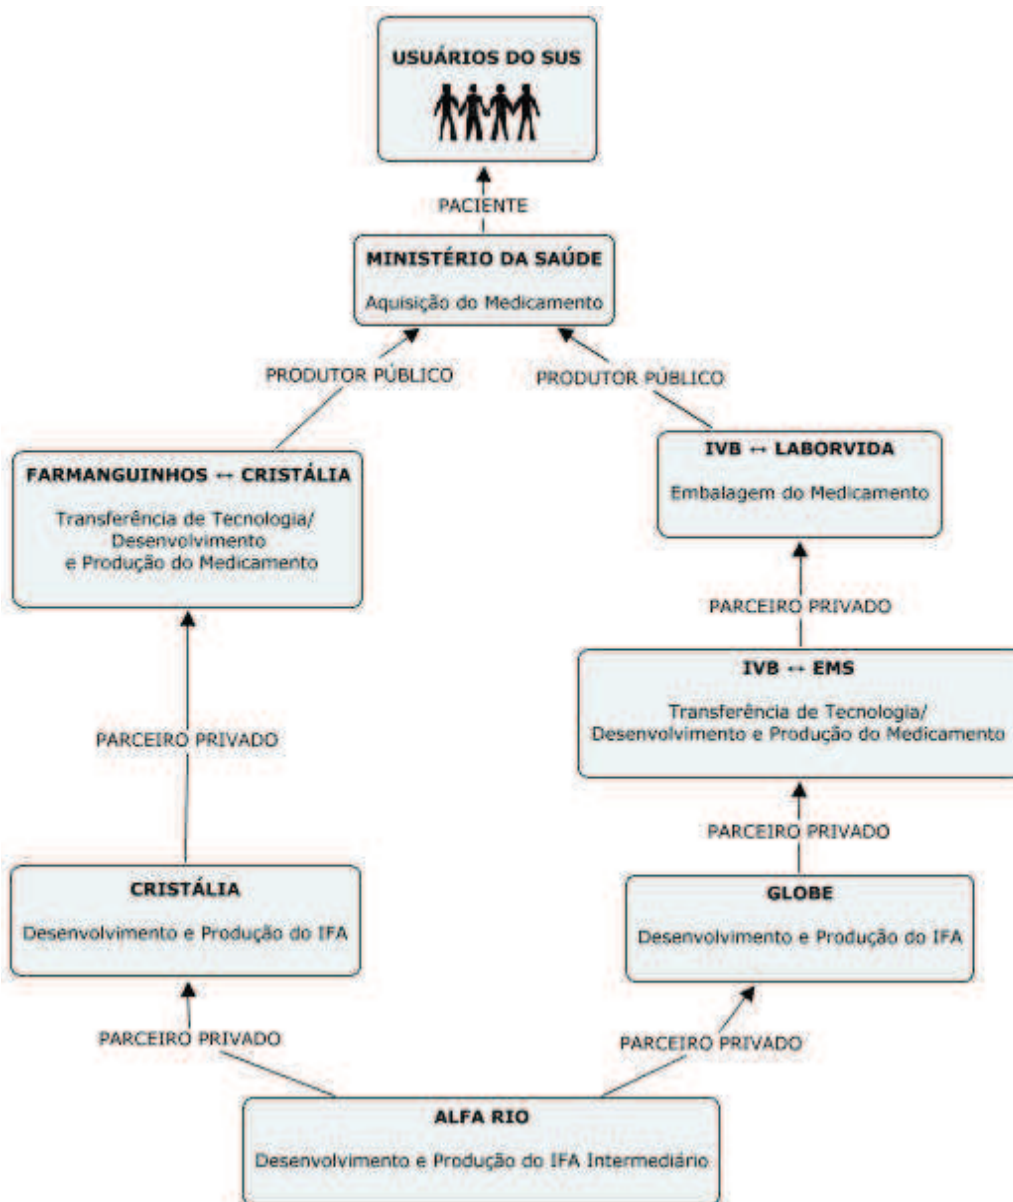 USUÁRIOS DO SUS
PACIENTE
MINISTÉRIO DA SAÚDE
Aquisição do Medicamento
PRODUTOR PÚBLICO
PRODUTOR PÚBLICO
FARMANGUINHOS ↔ CRISTÁLIA
Transferência de Tecnologia/
Desenvolvimento
e Produção do Medicamento
IVB ↔ LABORVIDA
Embalagem do Medicamento
PARCEIRO PRIVADO
IVB ↔ EMS
Transferência de Tecnologia/
Desenvolvimento e Produção do Medicamento
PARCEIRO PRIVADO
PARCEIRO PRIVADO
CRISTÁLIA
Desenvolvimento e Produção do IFA
GLOBE
Desenvolvimento e Produção do IFA
PARCEIRO PRIVADO
PARCEIRO PRIVADO
ALFA RIO
Desenvolvimento e Produção do IFA Intermediário